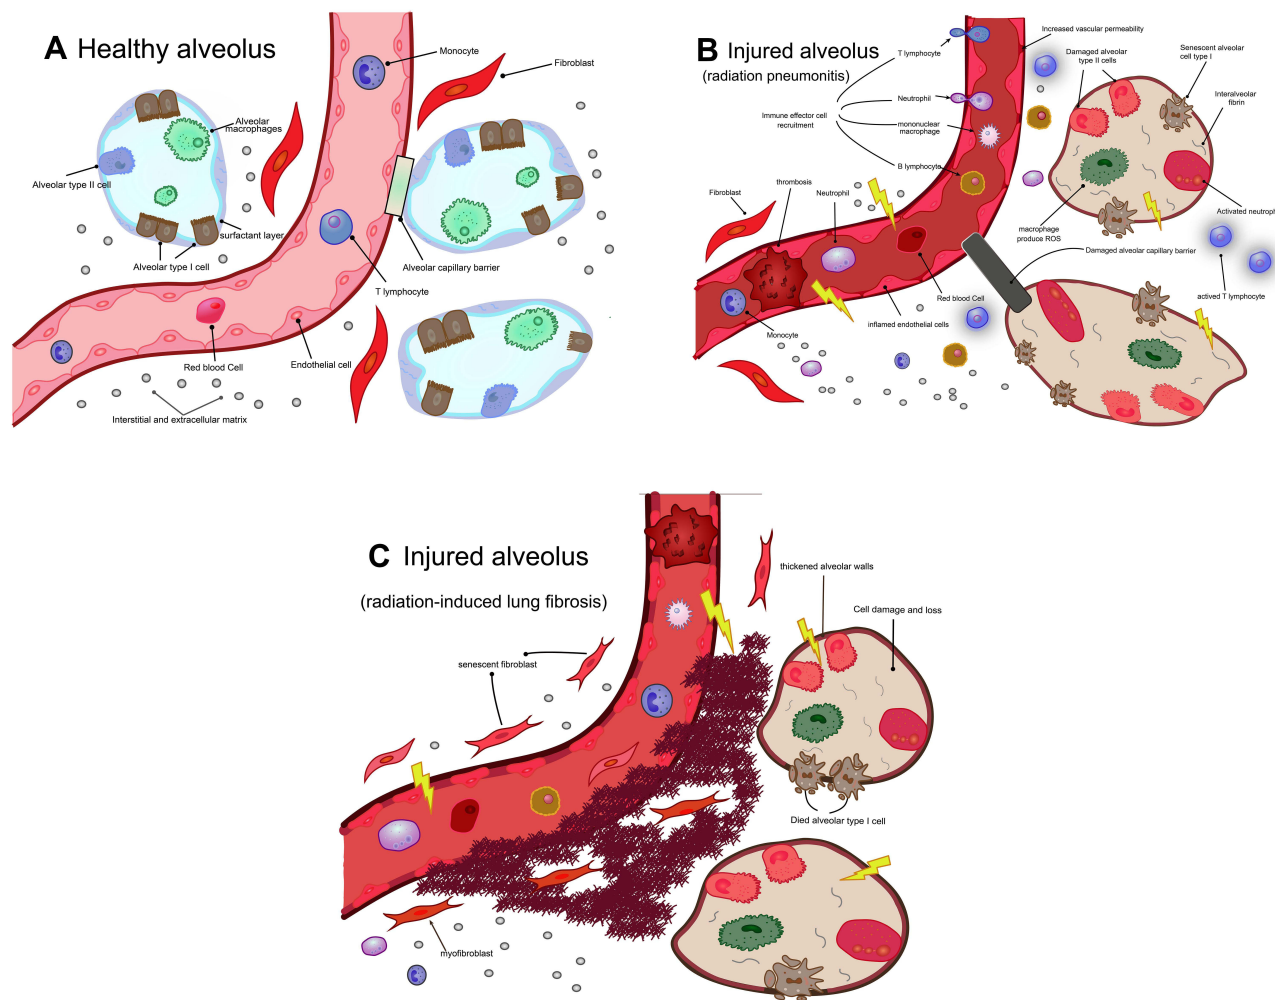 A Healthy alveolus
Monocyte
Fibroblast
Alveolar
macrophages
Alveolar type II cell
surfactant layer
Alveolar type I cell
Alveolar capillary barrier
T lymphocyte
Endothelial cell
Red blood Cell
Interstitial and extracellular matrix
B Injured alveolus
(radiation pneumonitis)
T lymphocyte
Increased vascular permeability
Damaged alveolar
type II cells
Senescent alveolar
cell type I
Interalveolar
fibrin
Neutrophil
Immune effector cell
recruitment
mononuclear
macrophage
B lymphocyte
Fibroblast
thrombosis
Neutrophil
Activated neutroph
macrophage
produce ROS
Damaged alveolar capillary barrier
actived T lymphocyte
Red blood Cell
inflamed endothelial cells
Monocyte
C Injured alveolus
(radiation-induced lung fibrosis)
thickened alveolar walls
Cell damage and loss
senescent fibroblast
Died alveolar type I cell
myofibroblast